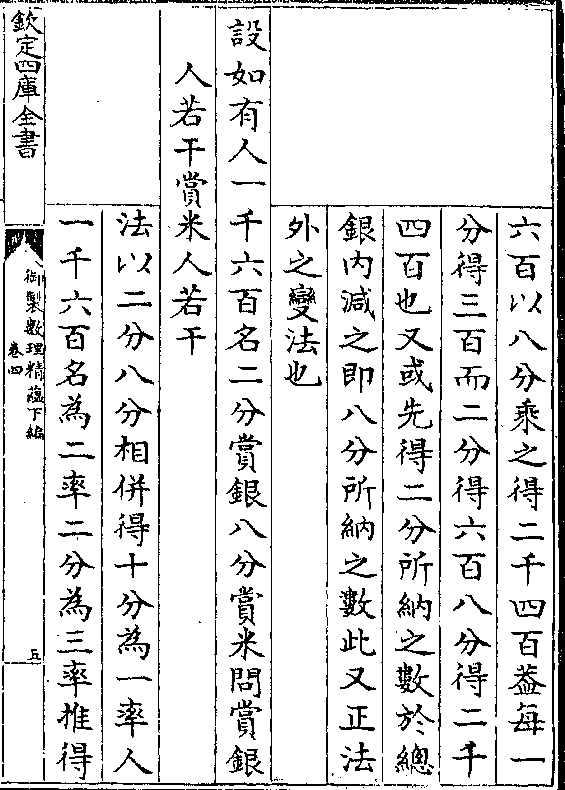 六百以八分乘之得二千四百葢每一
分得三百而二分得六百八分得二千
四百也又或先得二分所納之數於總
銀内減之即八分所納之數此又正法
外之變法也
設如有人一千六百名二分賞銀八分賞米問賞銀
人若干賞米人若干
法以二分八分相併得十分為一率人
一千六百名為二率二分為三率推得
欽定四庫全書
御製數理精藴下編
卷四
五